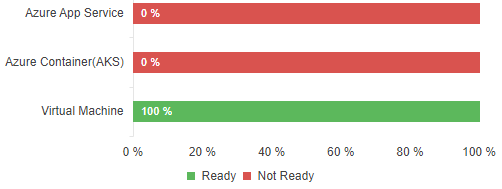 Azure App Service 0 %
Azure Container(AKS) 0 %
Virtual Machine 100 %
0 % 20 % 40 % 60 % 80 % 100 %
Ready Not Ready